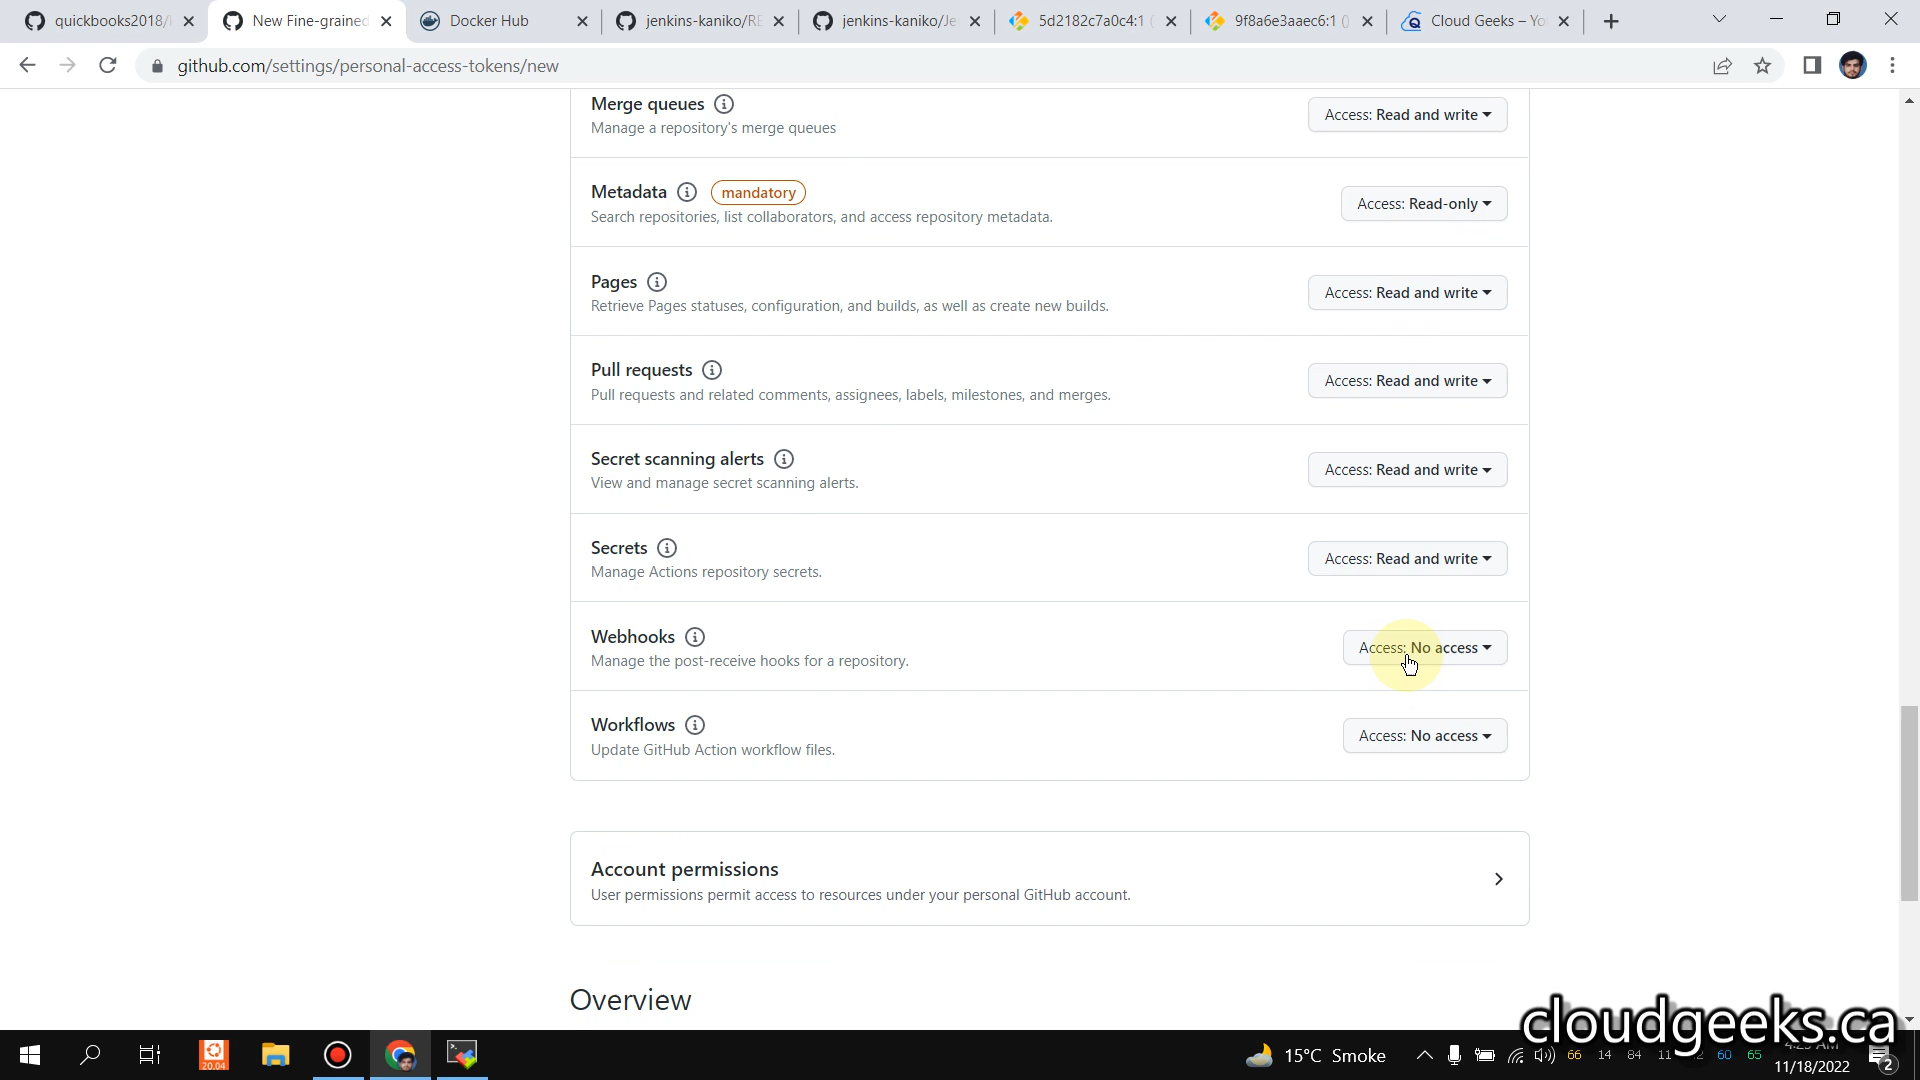 quickbooks2018/
New Fine-grained
Docker Hub
jenkins-kaniko/RE
jenkins-kaniko/Je
5d2182c7a0c4:1 (
9f8a6e3aaec6:1 ()
Cloud Geeks – Yo
github.com/settings/personal-access-tokens/new
Merge queues
Manage a repository's merge queues
Access: Read and write
Metadata mandatory
Search repositories, list collaborators, and access repository metadata.
Access: Read-only
Pages
Retrieve Pages statuses, configuration, and builds, as well as create new builds.
Access: Read and write
Pull requests
Pull requests and related comments, assignees, labels, milestones, and merges.
Access: Read and write
Secret scanning alerts
View and manage secret scanning alerts.
Access: Read and write
Secrets
Manage Actions repository secrets.
Access: Read and write
Webhooks
Manage the post-receive hooks for a repository.
Access: No access
Workflows
Update GitHub Action workflow files.
Access: No access
Account permissions
User permissions permit access to resources under your personal GitHub account.
Overview
cloudgeeks.ca
20.04
15°C Smoke
66 14 84 11 60 65
11/18/2022
2